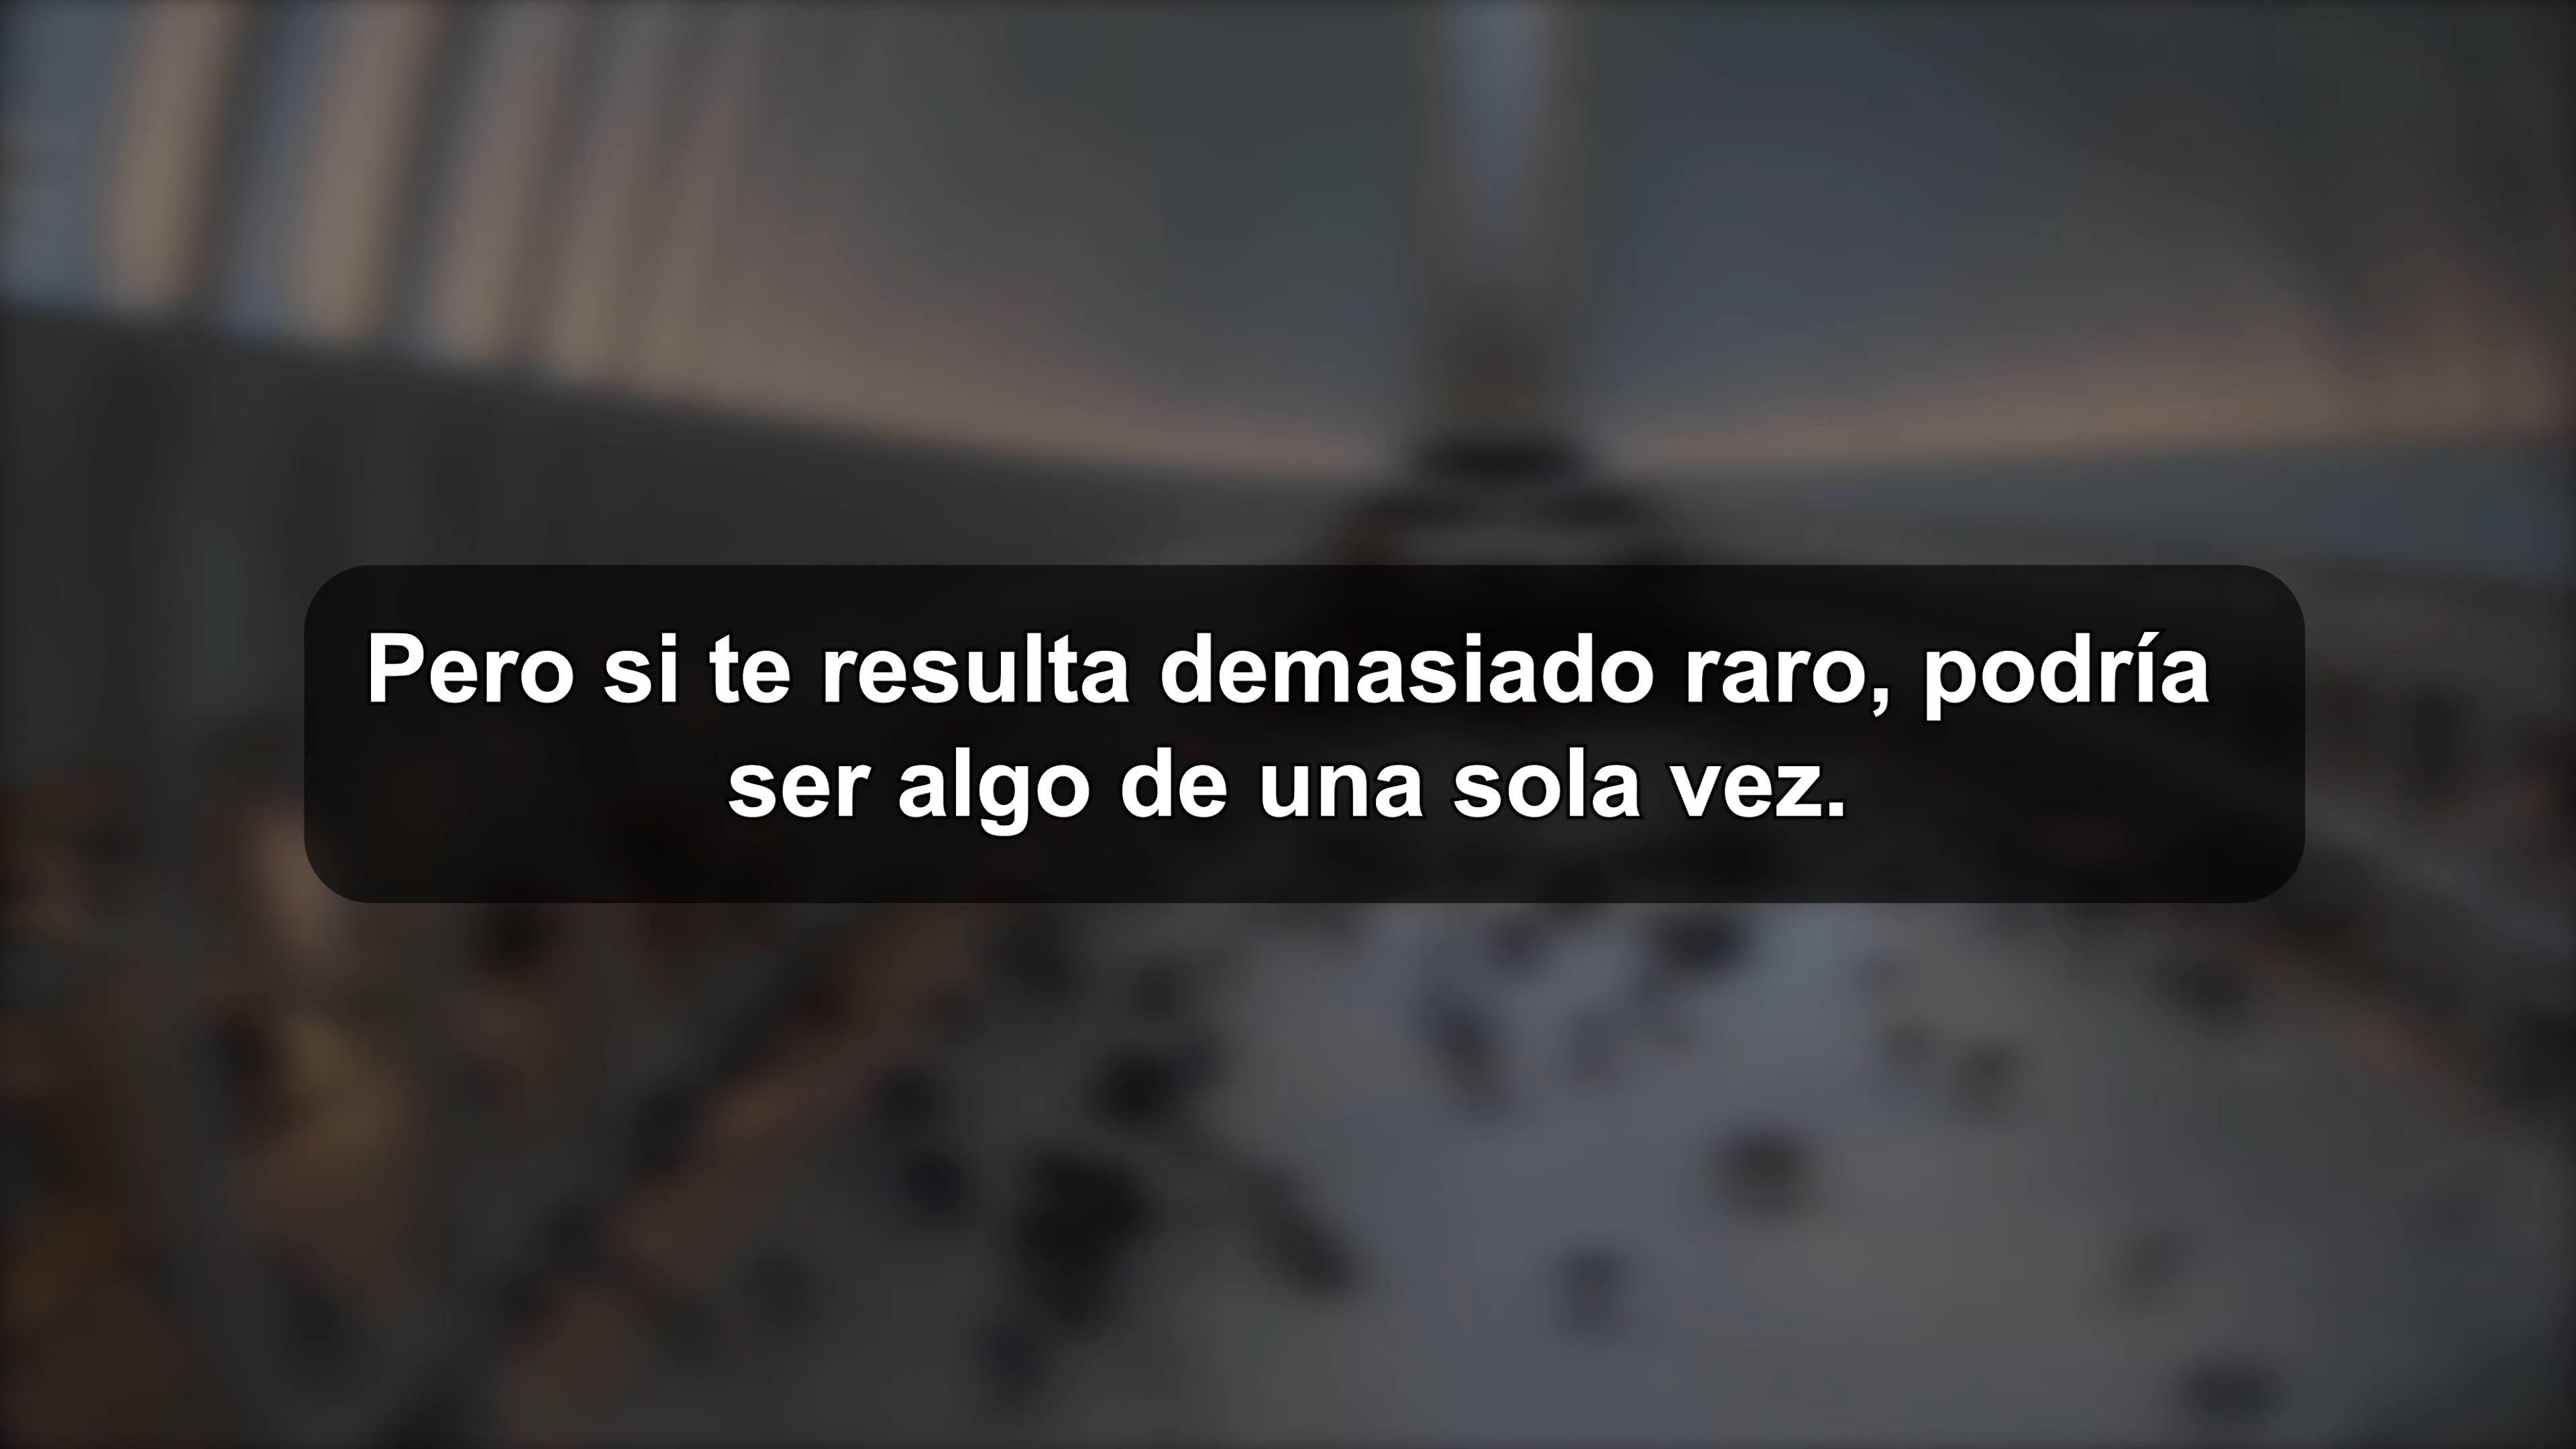 Pero si te resulta demasiado raro, podría
ser algo de una sola vez.